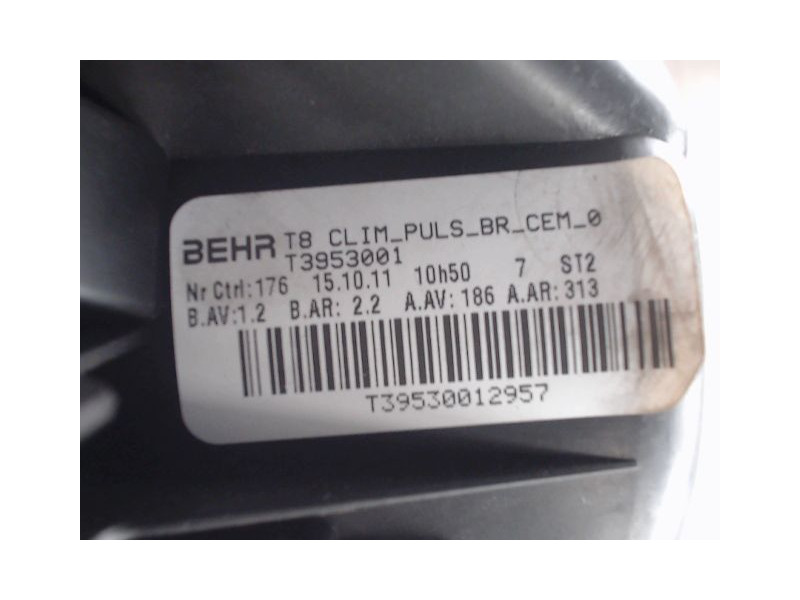 BEHR T8 CLIM_PULS_BR_CEM_0
T3953001
Nr Ctrl:176 15.10.11 10h50 7 ST2
B.AV:1.2 B.AR: 2.2 A.AV: 186 A.AR: 313
T39530012957